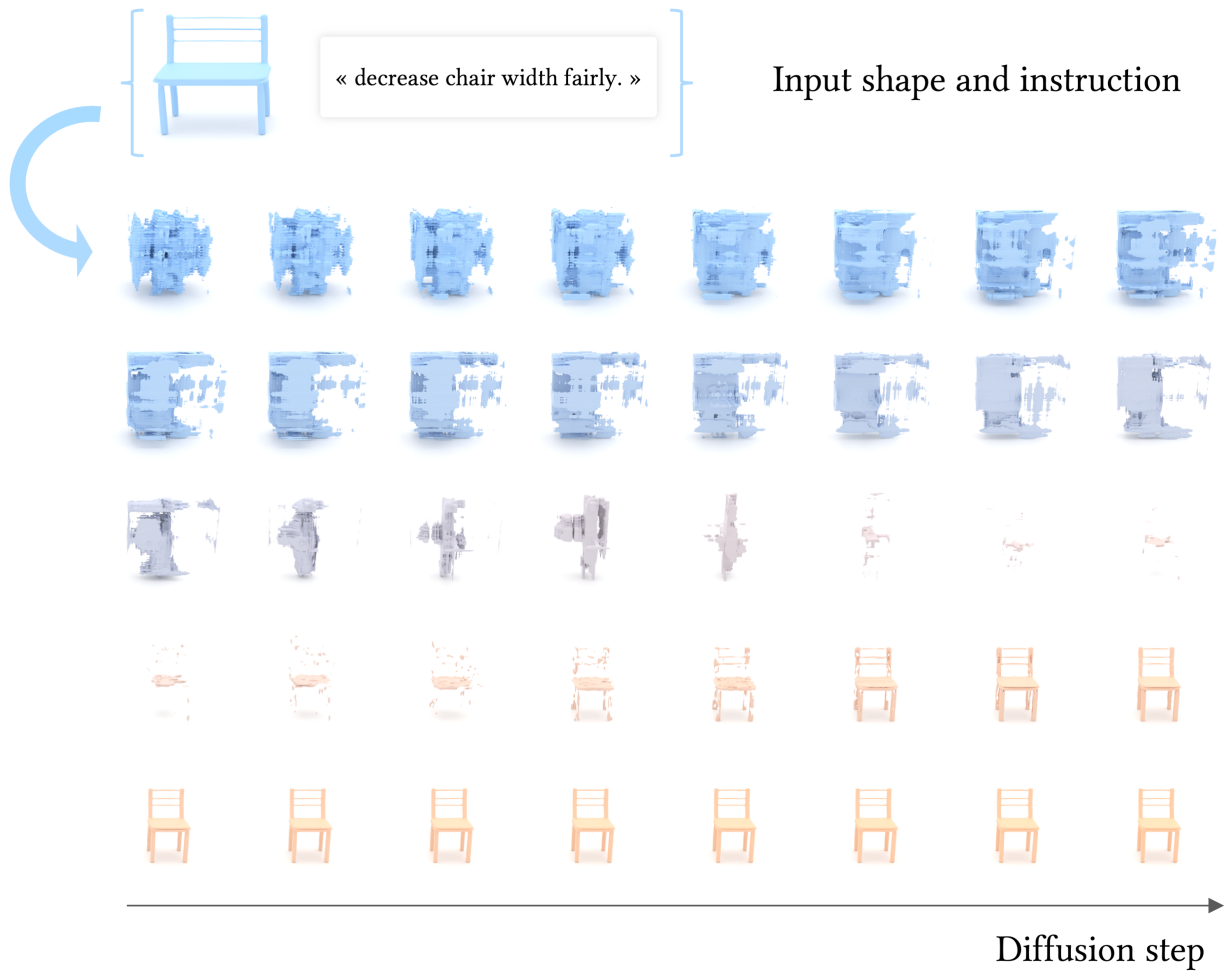 « decrease chair width fairly. »
Input shape and instruction
Diffusion step